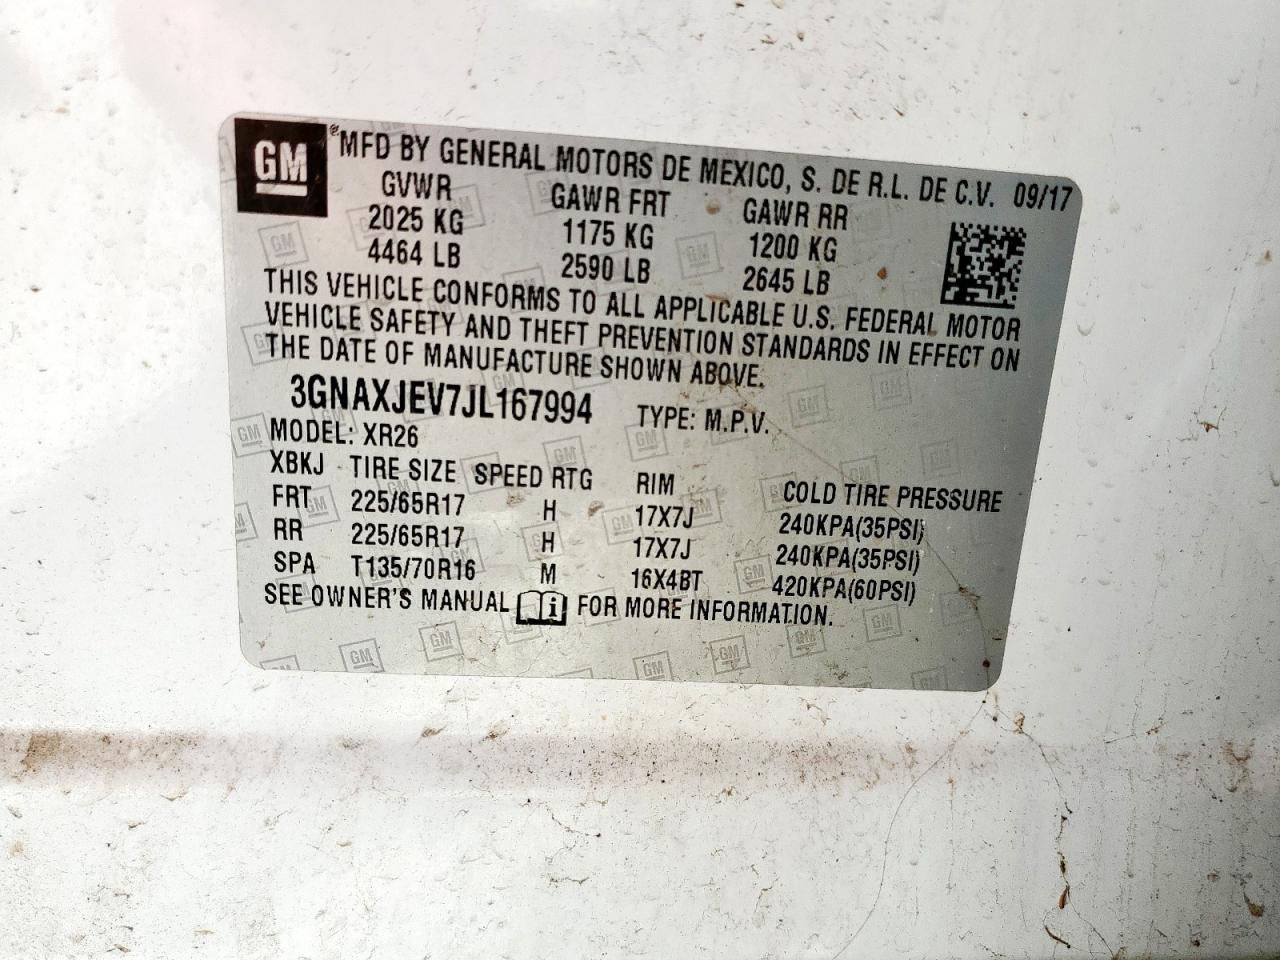 GM ® MFD BY GENERAL MOTORS DE MEXICO, S. DE R.L. DE C.V. 09/17
GVWR GAWR FRT GAWR RR
2025 KG 1175 KG 1200 KG
4464 LB 2590 LB 2645 LB
THIS VEHICLE CONFORMS TO ALL APPLICABLE U.S. FEDERAL MOTOR
VEHICLE SAFETY AND THEFT PREVENTION STANDARDS IN EFFECT ON
THE DATE OF MANUFACTURE SHOWN ABOVE.
3GNAXJEV7JL167994 TYPE: M.P.V.
MODEL: XR26
XBKJ TIRE SIZE SPEED RTG RIM COLD TIRE PRESSURE
FRT 225/65R17 H 17X7J 240KPA(35PSI)
RR 225/65R17 H 17X7J 240KPA(35PSI)
SPA T135/70R16 M 16X4BT 420KPA(60PSI)
SEE OWNER'S MANUAL i FOR MORE INFORMATION.